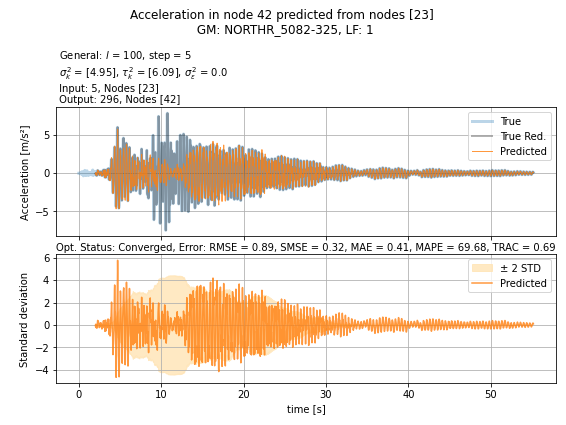 Acceleration in node 42 predicted from nodes [23]
GM: NORTHR_5082-325, LF: 1
General: l = 100, step = 5
σ²_k = [4.95], τ²_k = [6.09], σ²_ε = 0.0
Input: 5, Nodes [23]
Output: 296, Nodes [42]
Acceleration [m/s²]
5
0
−5
True
True Red.
Predicted
Opt. Status: Converged, Error: RMSE = 0.89, SMSE = 0.32, MAE = 0.41, MAPE = 69.68, TRAC = 0.69
Standard deviation
6
4
2
0
−2
−4
± 2 STD
Predicted
0 10 20 30 40 50
time [s]